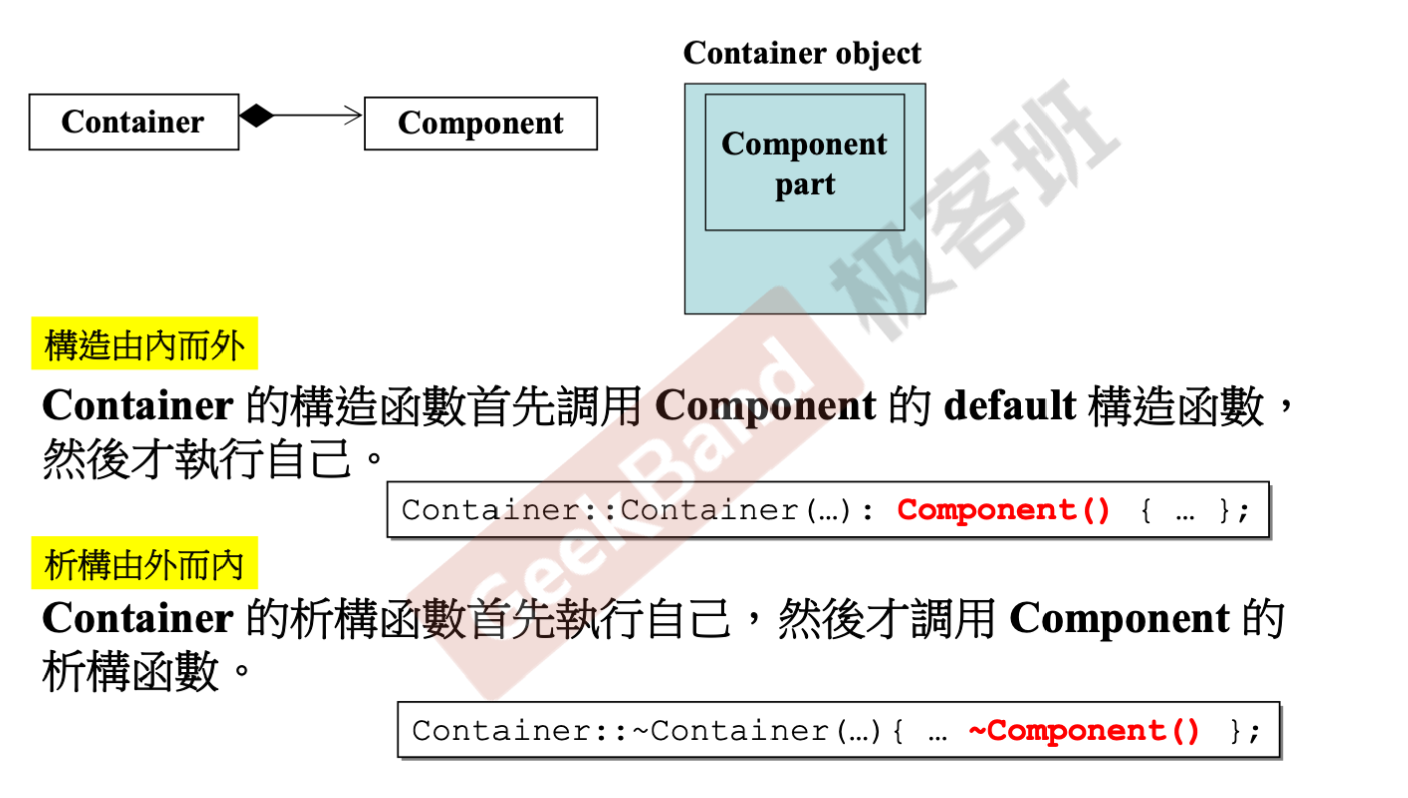 Container object
Container
Component
Component
part
構造由內而外
Container 的構造函數首先調用 Component 的 default 構造函數，
然後才執行自己。
Container::Container(…): Component() { … };
析構由外而內
Container 的析構函數首先執行自己，然後才調用 Component 的
析構函數。
Container::~Container(…){ … ~Component() };
GeekBand
极客班